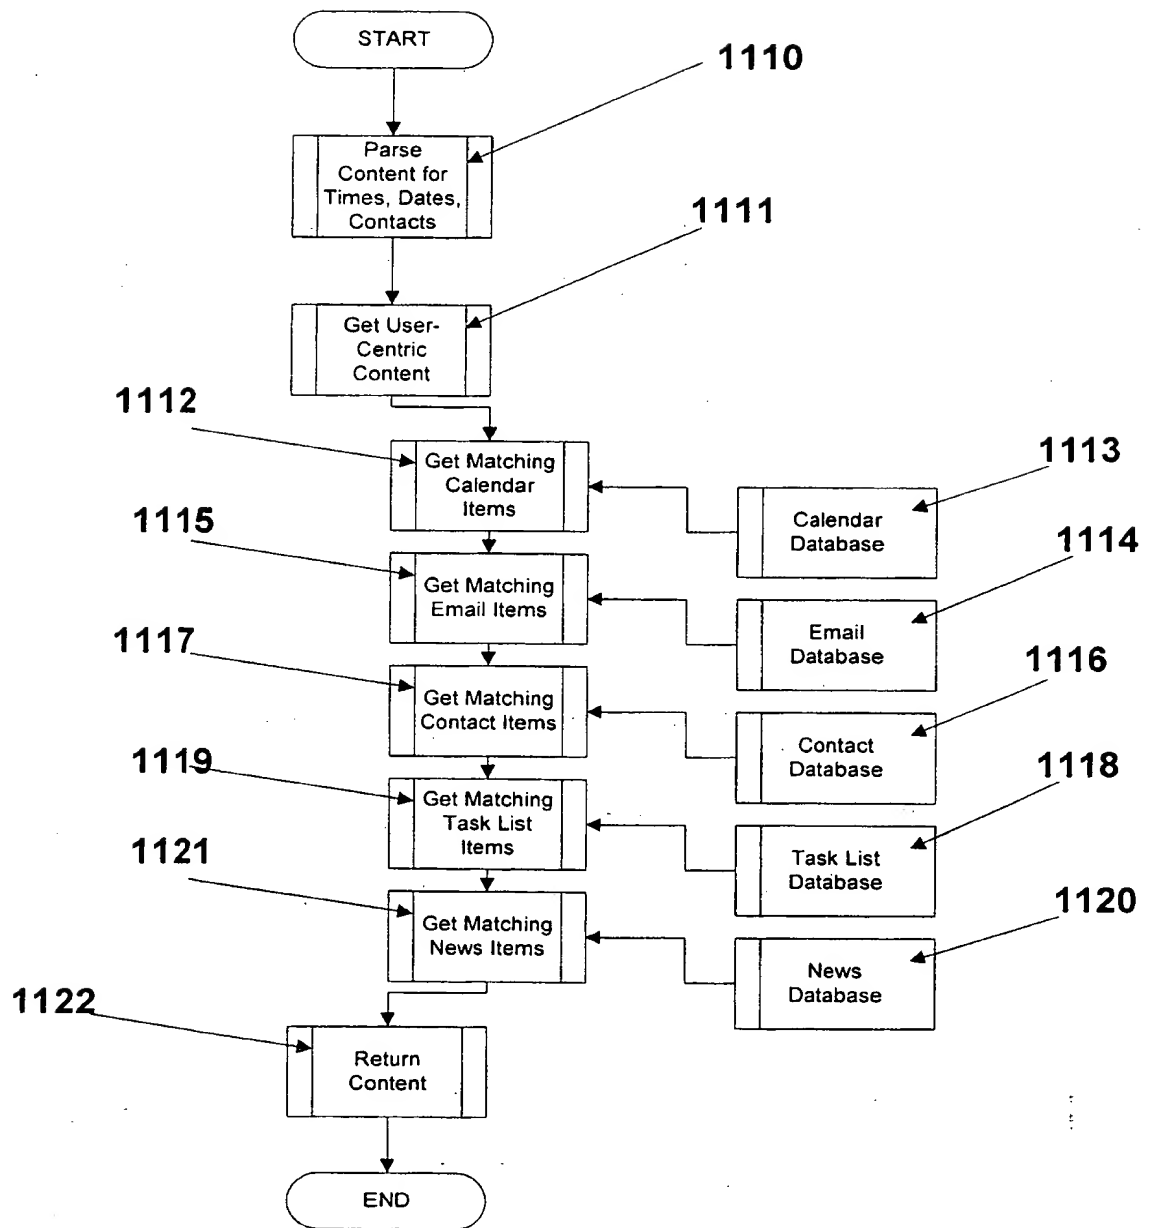 START
1110
Parse
Content for
Times, Dates,
Contacts
1111
Get User-
Centric
Content
1112
Get Matching
Calendar
Items
1113
Calendar
Database
1115
Get Matching
Email Items
1114
Email
Database
1117
Get Matching
Contact Items
1116
Contact
Database
1119
Get Matching
Task List
Items
1118
Task List
Database
1121
Get Matching
News Items
1120
News
Database
1122
Return
Content
END